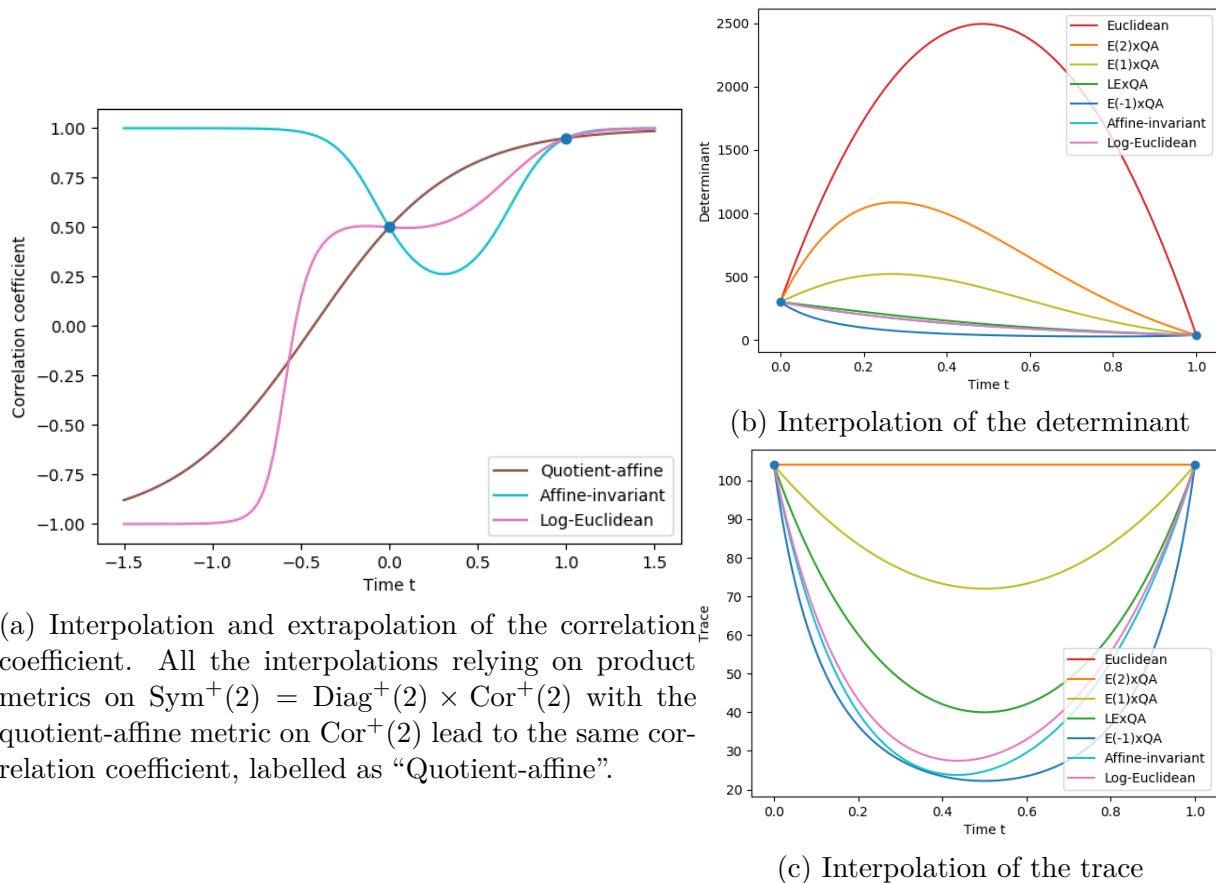 1.00
0.75
0.50
0.25
0.00
−0.25
−0.50
−0.75
−1.00
Correlation coefficient
Quotient-affine
Affine-invariant
Log-Euclidean
−1.5 −1.0 −0.5 0.0 0.5 1.0 1.5
Time t
(a) Interpolation and extrapolation of the correlation
coefficient. All the interpolations relying on product
metrics on Sym⁺(2) = Diag⁺(2) × Cor⁺(2) with the
quotient-affine metric on Cor⁺(2) lead to the same cor-
relation coefficient, labelled as “Quotient-affine”.
2500
2000
1500
1000
500
0
Determinant
Euclidean
E(2)xQA
E(1)xQA
LExQA
E(-1)xQA
Affine-invariant
Log-Euclidean
0.0 0.2 0.4 0.6 0.8 1.0
Time t
(b) Interpolation of the determinant
100
90
80
70
60
50
40
30
20
Trace
Euclidean
E(2)xQA
E(1)xQA
LExQA
E(-1)xQA
Affine-invariant
Log-Euclidean
0.0 0.2 0.4 0.6 0.8 1.0
Time t
(c) Interpolation of the trace